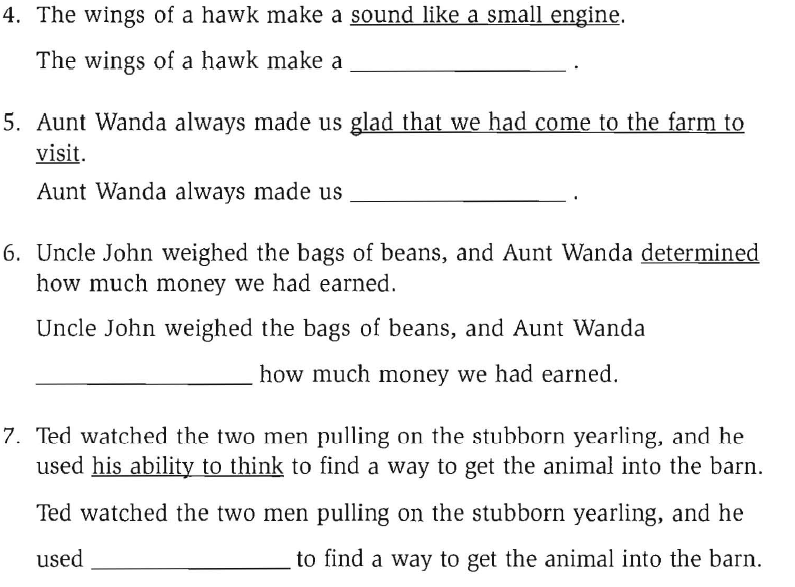 4. The wings of a hawk make a sound like a small engine.
The wings of a hawk make a _________________ .
5. Aunt Wanda always made us glad that we had come to the farm to
visit.
Aunt Wanda always made us _________________ .
6. Uncle John weighed the bags of beans, and Aunt Wanda determined
how much money we had earned.
Uncle John weighed the bags of beans, and Aunt Wanda
_________________ how much money we had earned.
7. Ted watched the two men pulling on the stubborn yearling, and he
used his ability to think to find a way to get the animal into the barn.
Ted watched the two men pulling on the stubborn yearling, and he
used _________________ to find a way to get the animal into the barn.